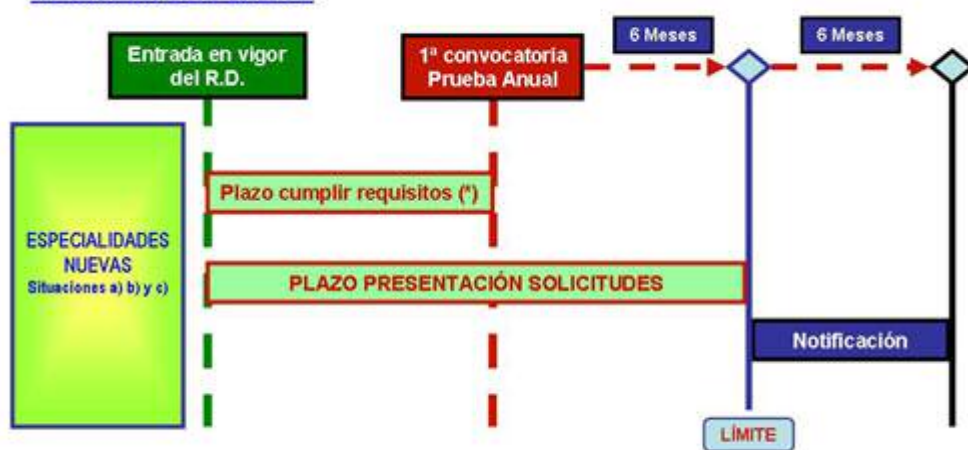 Entrada en vigor
del R.D.
1ª convocatoria
Prueba Anual
6 Meses
6 Meses
Plazo cumplir requisitos (*)
ESPECIALIDADES
NUEVAS
Situaciones a) b) y c)
PLAZO PRESENTACIÓN SOLICITUDES
Notificación
LÍMITE